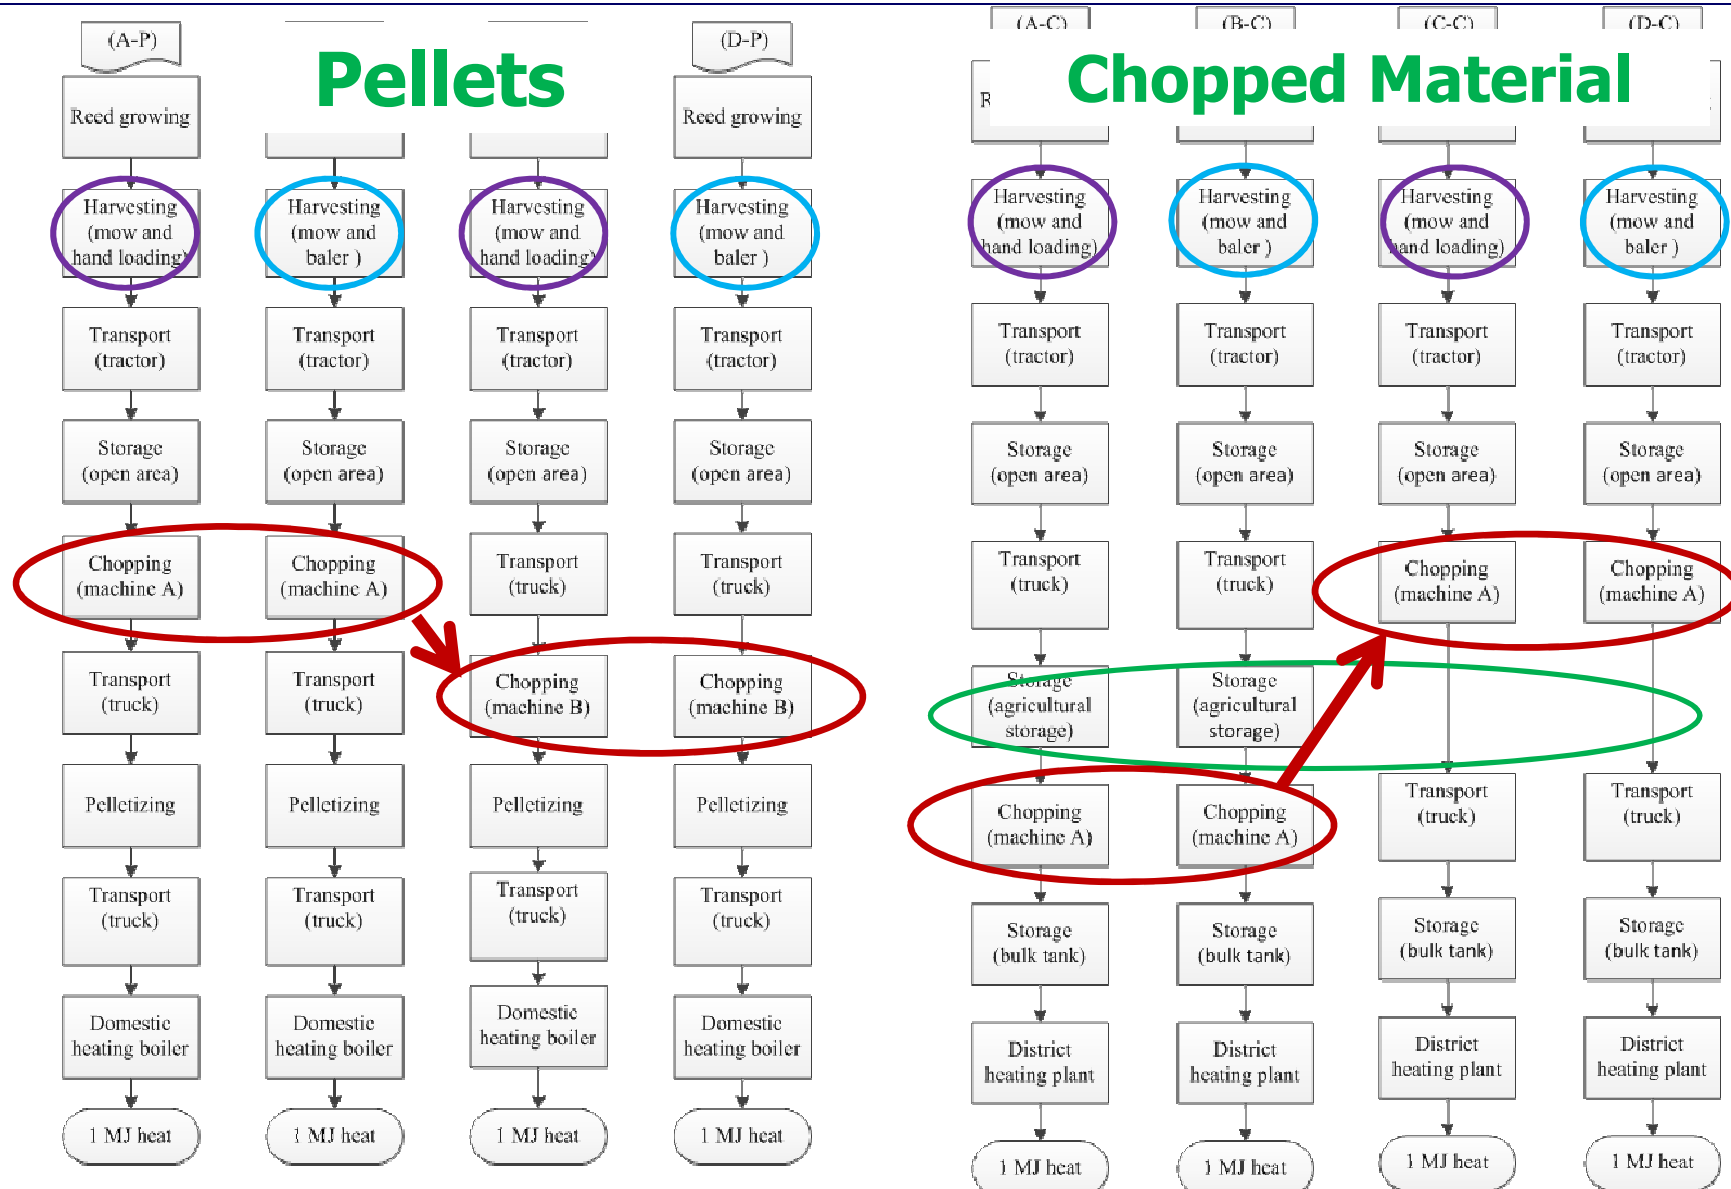 (A-P)
(D-P)
Pellets
(A-C)
(B-C)
(C-C)
(D-C)
Chopped Material
Reed growing
Harvesting
(mow and
hand loading)
Transport
(tractor)
Storage
(open area)
Chopping
(machine A)
Transport
(truck)
Pelletizing
Transport
(truck)
Domestic
heating boiler
1 MJ heat
Harvesting
(mow and
baler )
Transport
(tractor)
Storage
(open area)
Chopping
(machine A)
Transport
(truck)
Pelletizing
Transport
(truck)
Domestic
heating boiler
1 MJ heat
Harvesting
(mow and
hand loading)
Transport
(tractor)
Storage
(open area)
Transport
(truck)
Chopping
(machine B)
Pelletizing
Transport
(truck)
Domestic
heating boiler
1 MJ heat
Reed growing
Harvesting
(mow and
baler )
Transport
(tractor)
Storage
(open area)
Transport
(truck)
Chopping
(machine B)
Pelletizing
Transport
(truck)
Domestic
heating boiler
1 MJ heat
Harvesting
(mow and
hand loading)
Transport
(tractor)
Storage
(open area)
Transport
(truck)
Storage
(agricultural
storage)
Chopping
(machine A)
Storage
(bulk tank)
District
heating plant
1 MJ heat
Harvesting
(mow and
baler )
Transport
(tractor)
Storage
(open area)
Transport
(truck)
Storage
(agricultural
storage)
Chopping
(machine A)
Storage
(bulk tank)
District
heating plant
1 MJ heat
Harvesting
(mow and
hand loading)
Transport
(tractor)
Storage
(open area)
Chopping
(machine A)
Transport
(truck)
Storage
(bulk tank)
District
heating plant
1 MJ heat
Harvesting
(mow and
baler )
Transport
(tractor)
Storage
(open area)
Chopping
(machine A)
Transport
(truck)
Storage
(bulk tank)
District
heating plant
1 MJ heat